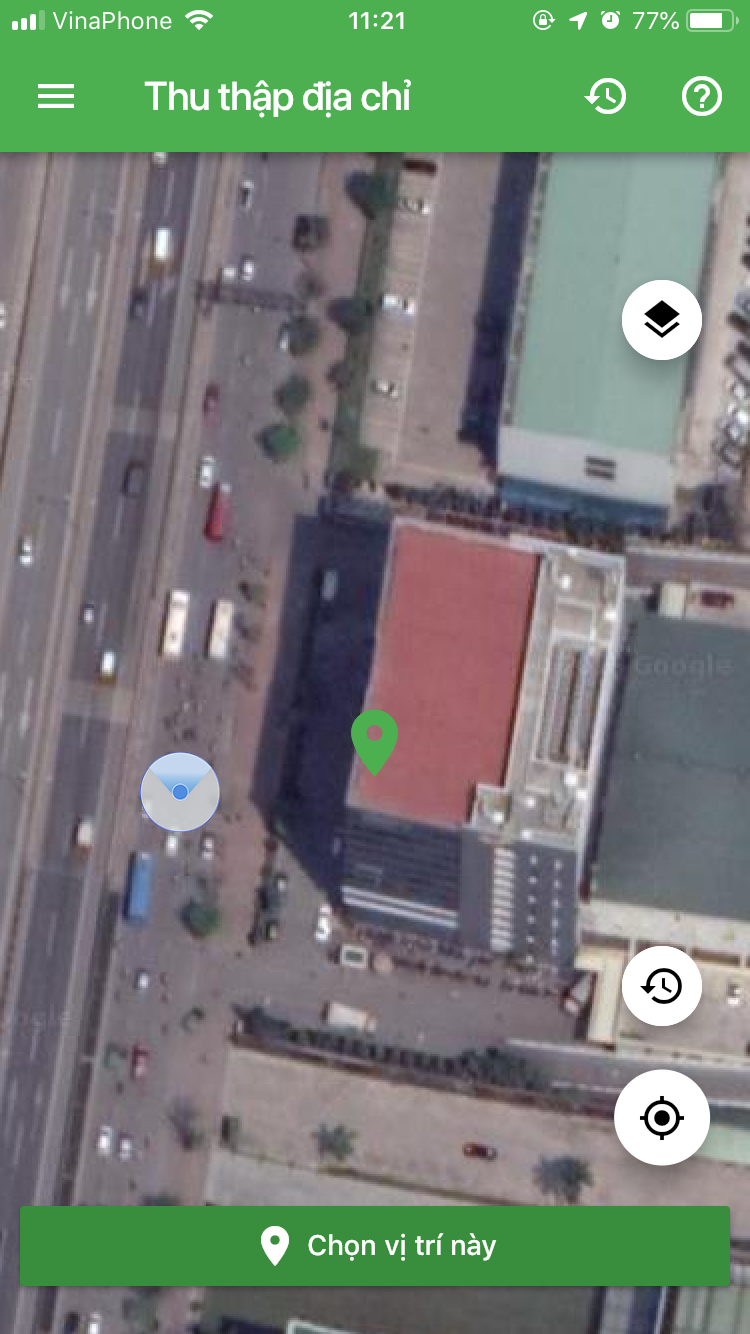 VinaPhone 11:21 77%
Thu thập địa chỉ
Google
Chọn vị trí này